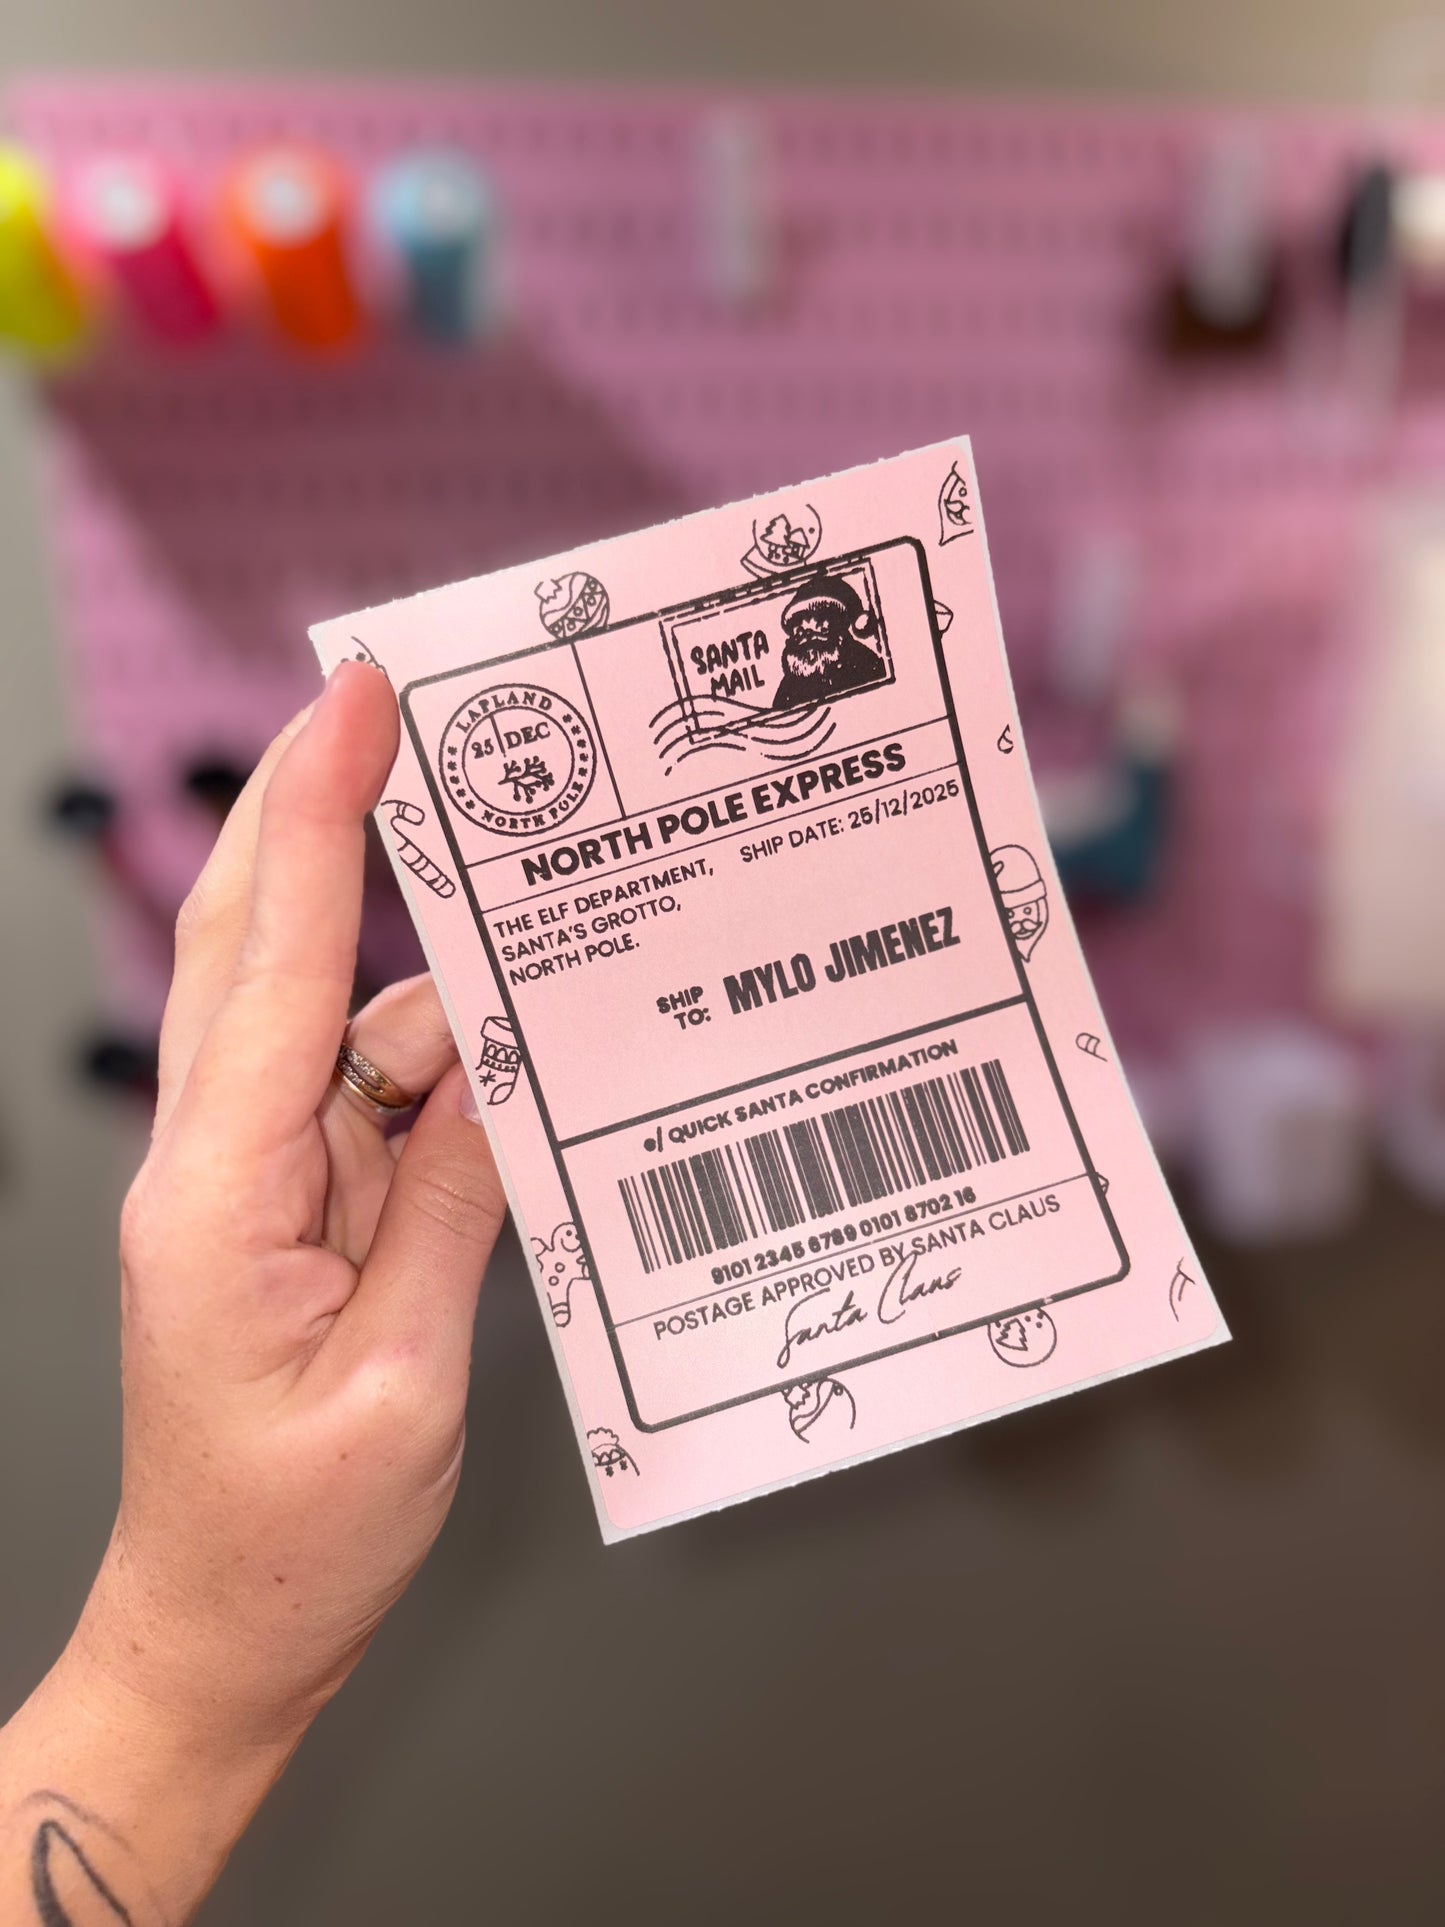 LAPLAND
25 DEC
NORTH POLE
SANTA
MAIL
NORTH POLE EXPRESS
THE ELF DEPARTMENT,
SANTA'S GROTTO,
NORTH POLE.
SHIP DATE: 25/12/2025
SHIP
TO:
MYLO JIMENEZ
e/ QUICK SANTA CONFIRMATION
9101 2345 6789 0101 8702 16
POSTAGE APPROVED BY SANTA CLAUS
Santa Claus